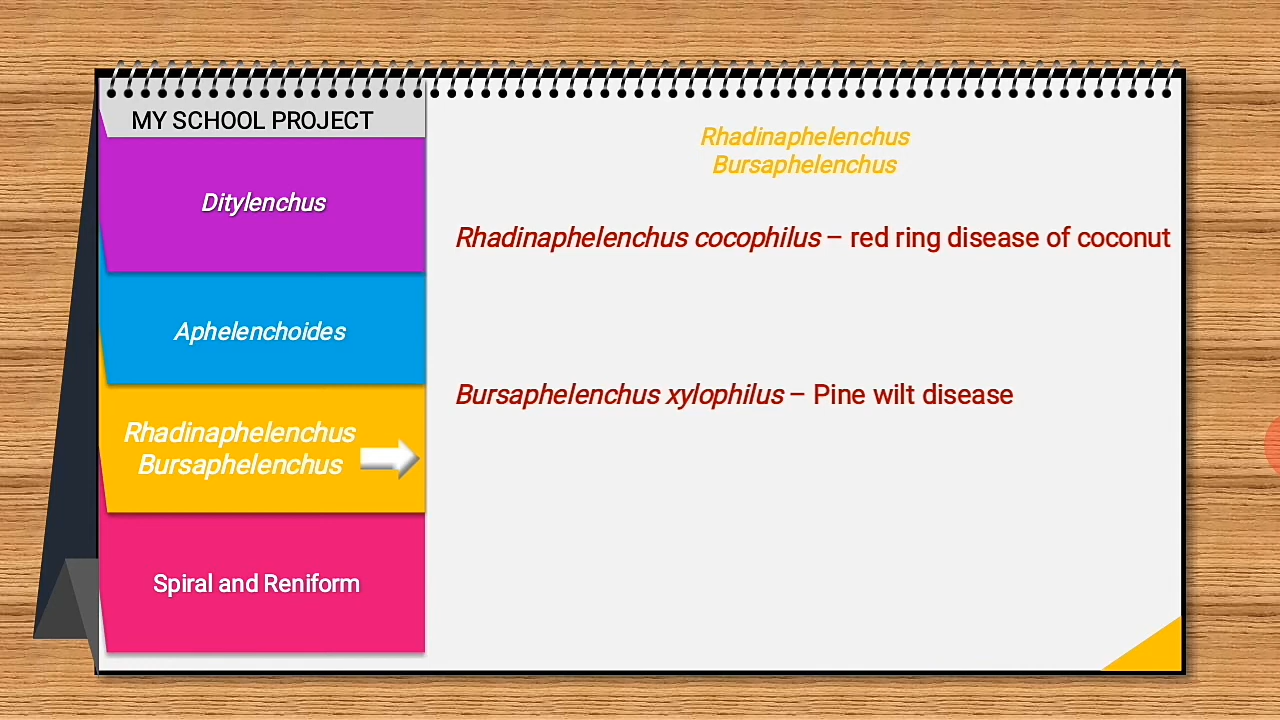 MY SCHOOL PROJECT
Ditylenchus
Aphelenchoides
Rhadinaphelenchus
Bursaphelenchus
Spiral and Reniform
Rhadinaphelenchus
Bursaphelenchus
Rhadinaphelenchus cocophilus – red ring disease of coconut
Bursaphelenchus xylophilus – Pine wilt disease